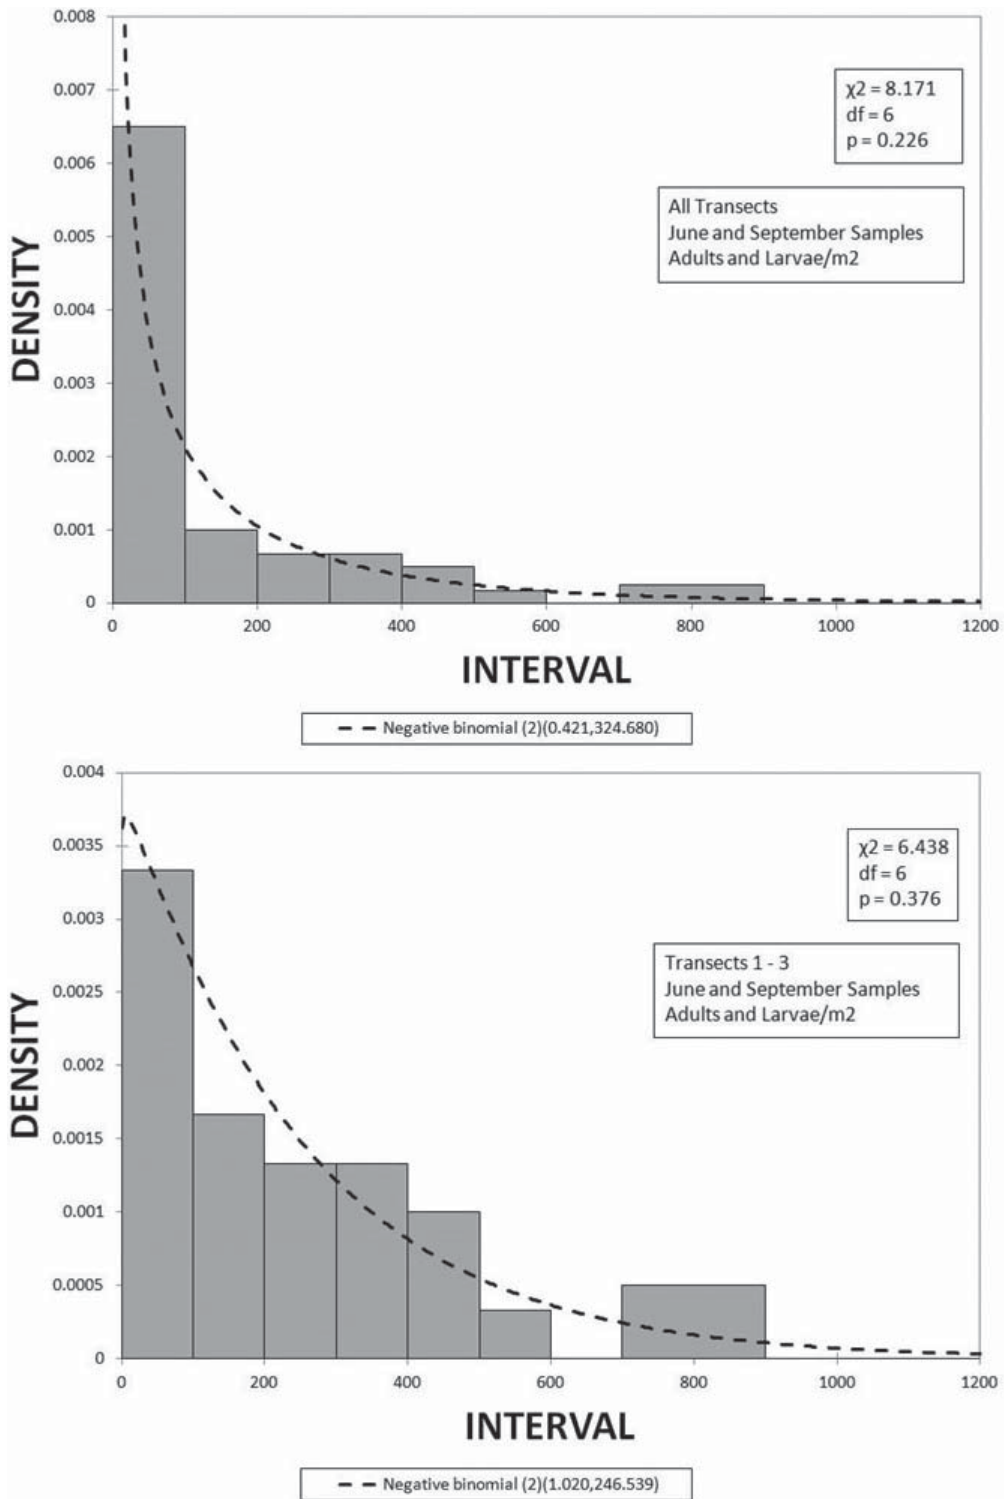 0.008
0.007
0.006
0.005
0.004
0.003
0.002
0.001
0
DENSITY
χ2 = 8.171
df = 6
p = 0.226
All Transects
June and September Samples
Adults and Larvae/m2
0 200 400 600 800 1000 1200
INTERVAL
Negative binomial (2)(0.421,324.680)
0.004
0.0035
0.003
0.0025
0.002
0.0015
0.001
0.0005
0
DENSITY
χ2 = 6.438
df = 6
p = 0.376
Transects 1 - 3
June and September Samples
Adults and Larvae/m2
0 200 400 600 800 1000 1200
INTERVAL
Negative binomial (2)(1.020,246.539)